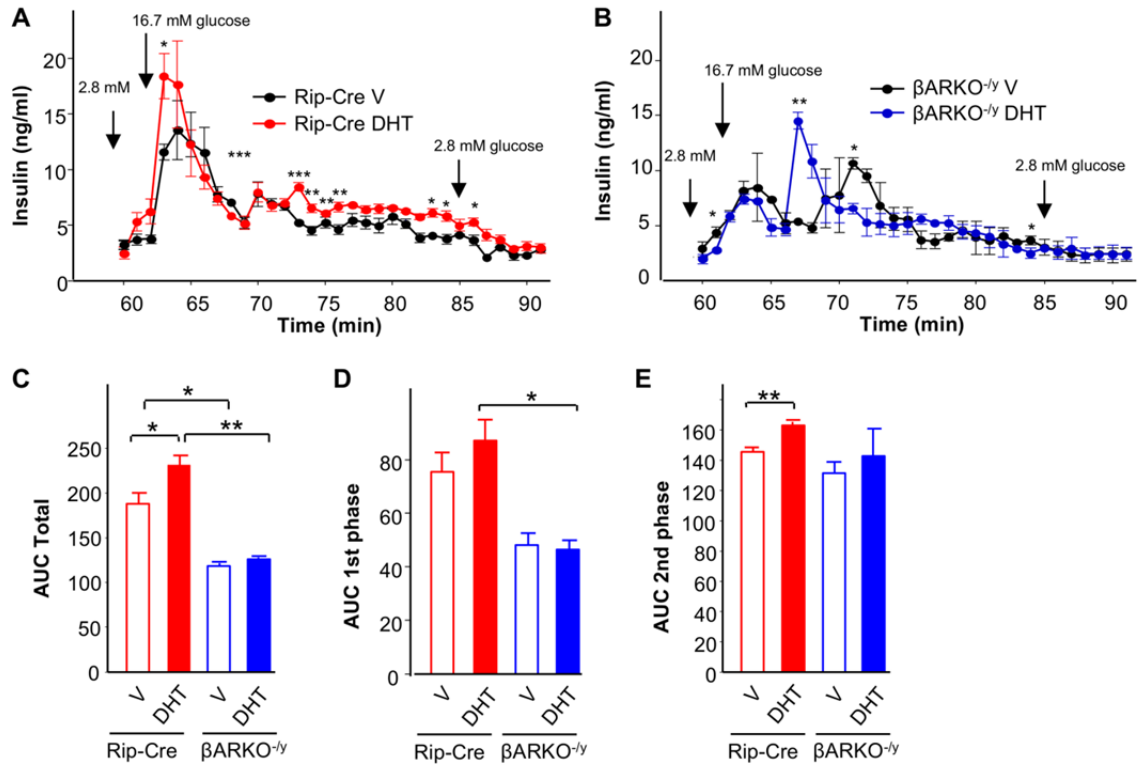 A
16.7 mM glucose
2.8 mM
*
***
***
**
**
**
*
*
*
Rip-Cre V
Rip-Cre DHT
2.8 mM glucose
Insulin (ng/ml)
20
15
10
5
0
60 65 70 75 80 85 90
Time (min)
B
16.7 mM glucose
2.8 mM
*
**
*
*
βARKO-/y V
βARKO-/y DHT
2.8 mM glucose
Insulin (ng/ml)
20
15
10
5
0
60 65 70 75 80 85 90
Time (min)
C
*
*
**
AUC Total
250
200
150
100
50
0
V DHT V DHT
Rip-Cre βARKO-/y
D
*
AUC 1st phase
80
60
40
20
0
V DHT V DHT
Rip-Cre βARKO-/y
E
**
AUC 2nd phase
160
140
120
100
160
140
120
0
V DHT V DHT
Rip-Cre βARKO-/y